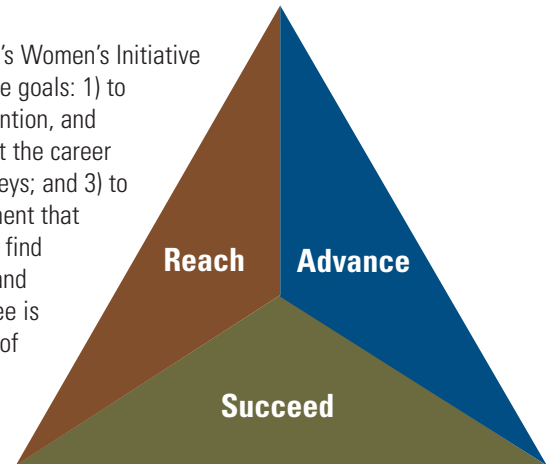 ’s Women’s Initiative
e goals: 1) to
ntion, and
t the career
eys; and 3) to
nent that
find
and
ee is
of
Reach
Advance
Succeed